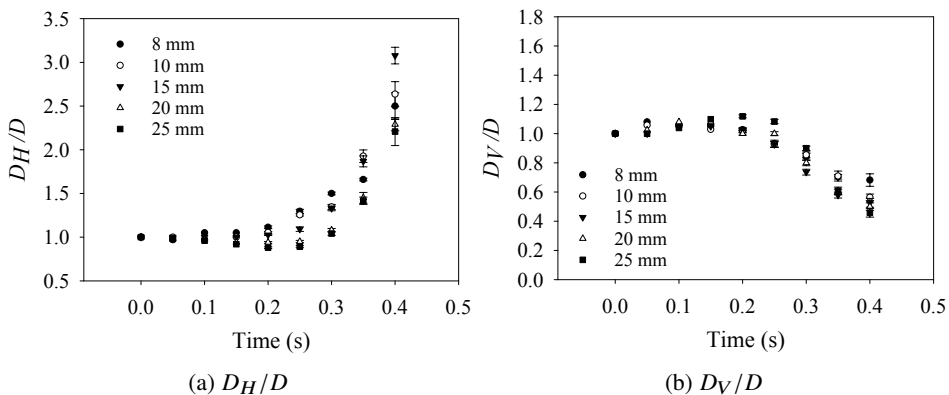 3.5
3.0
2.5
2.0
1.5
1.0
0.5
D_H/D
8 mm
10 mm
15 mm
20 mm
25 mm
0.0 0.1 0.2 0.3 0.4 0.5
Time (s)
(a) D_H/D
1.8
1.6
1.4
1.2
1.0
0.8
0.6
0.4
0.2
0.0
D_V/D
8 mm
10 mm
15 mm
20 mm
25 mm
0.0 0.1 0.2 0.3 0.4 0.5
Time (s)
(b) D_V/D